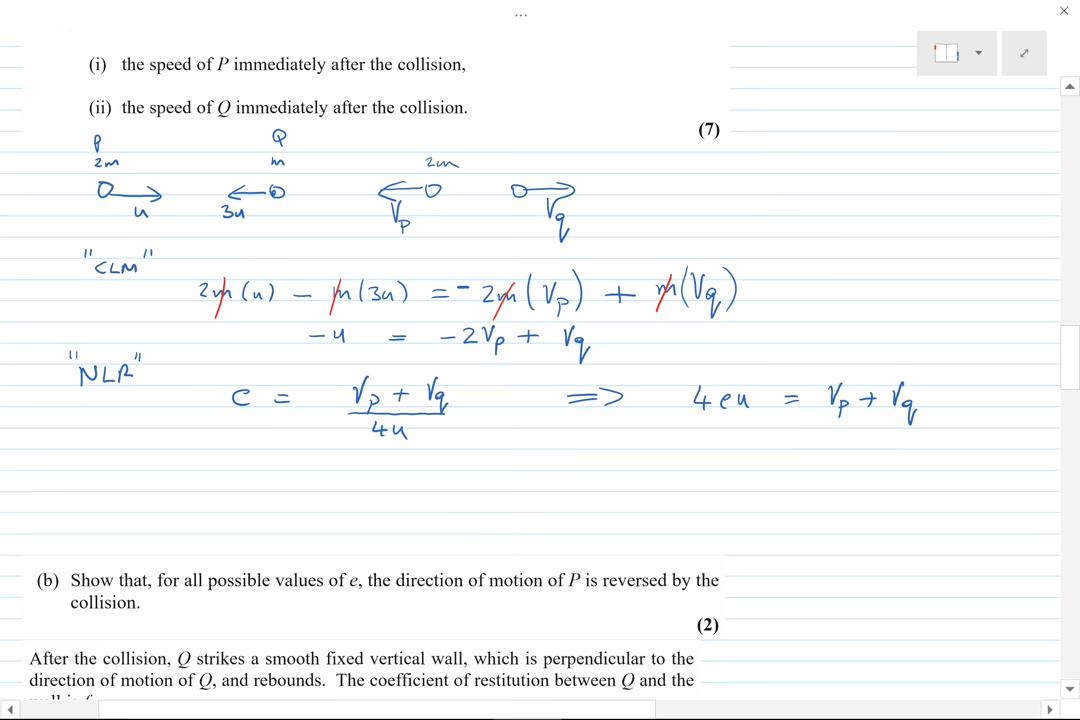 (i) the speed of P immediately after the collision,
(ii) the speed of Q immediately after the collision.
(7)
P Q
2m m 2m
u 3u Vp Vq
"CLM"
2m(u) - m(3u) = -2m(Vp) + m(Vq)
-u = -2Vp + Vq
"NLR"
e = Vp + Vq / 4u => 4eu = Vp + Vq
(b) Show that, for all possible values of e, the direction of motion of P is reversed by the
collision.
(2)
After the collision, Q strikes a smooth fixed vertical wall, which is perpendicular to the
direction of motion of Q, and rebounds. The coefficient of restitution between Q and the